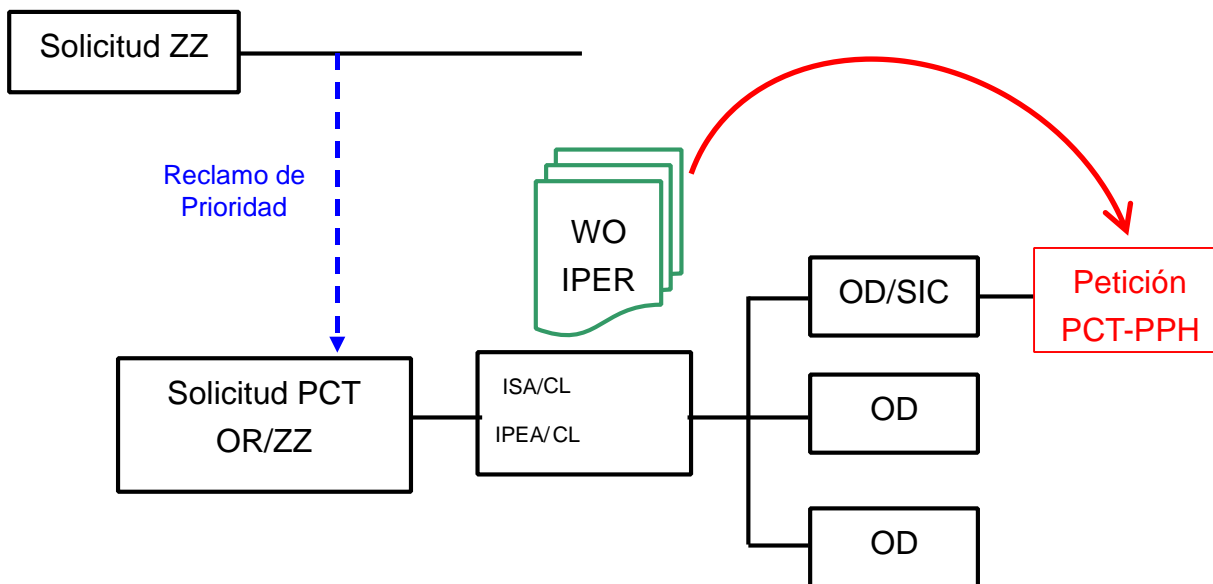 Solicitud ZZ
Reclamo de
Prioridad
WO
IPER
OD/SIC
Petición
PCT-PPH
Solicitud PCT
OR/ZZ
ISA/CL
IPEA/CL
OD
OD